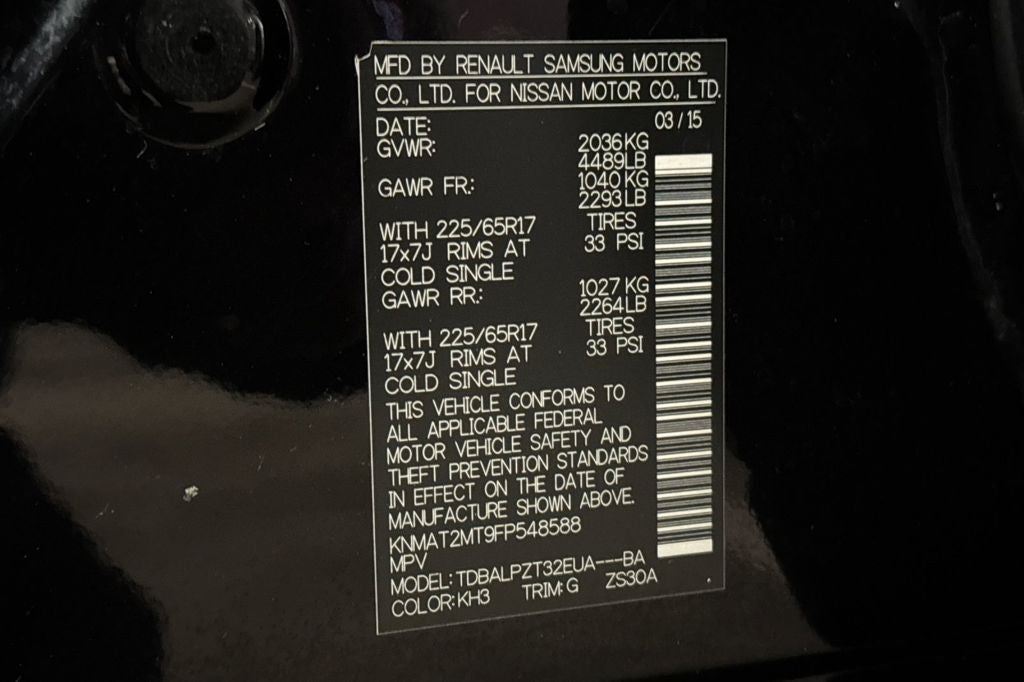 MFD BY RENAULT SAMSUNG MOTORS
CO., LTD. FOR NISSAN MOTOR CO., LTD.
DATE: 03 / 15
GVWR: 2036 KG
4489 LB
GAWR FR.: 1040 KG
2293 LB
WITH 225/65R17 TIRES
17x7J RIMS AT 33 PSI
COLD SINGLE
GAWR RR.: 1027 KG
2264 LB
WITH 225/65R17 TIRES
17x7J RIMS AT 33 PSI
COLD SINGLE
THIS VEHICLE CONFORMS TO
ALL APPLICABLE FEDERAL
MOTOR VEHICLE SAFETY AND
THEFT PREVENTION STANDARDS
IN EFFECT ON THE DATE OF
MANUFACTURE SHOWN ABOVE.
KNMAT2MT9FP548588
MPV
MODEL: TDBALPZT32EUA---BA
COLOR: KH3 TRIM: G ZS30A